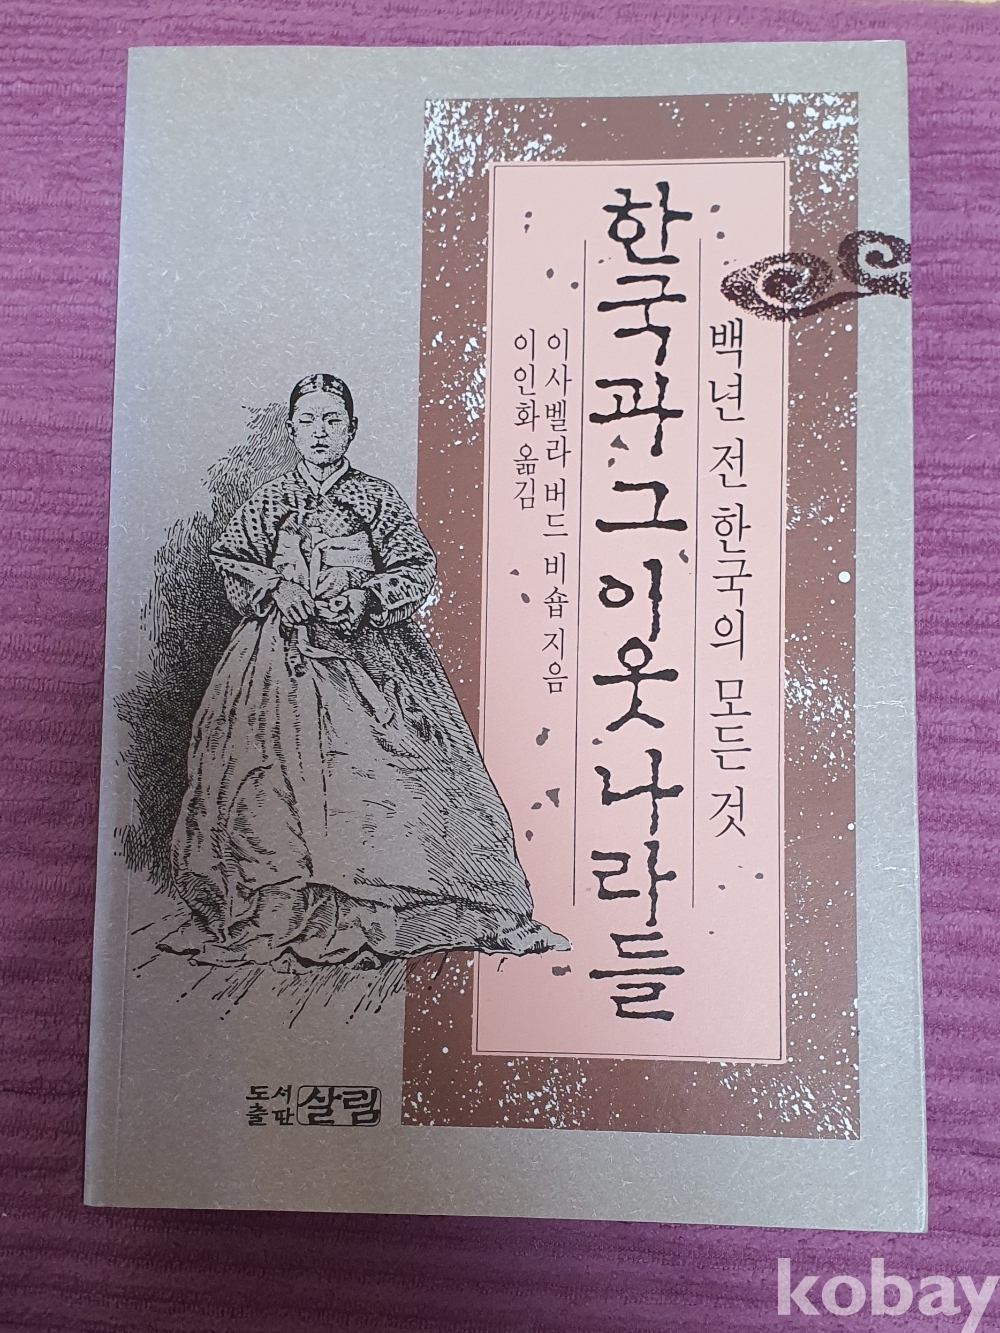 백년 전 한국의 모든 것
한국과 그 이웃나라들
이사벨라 버드 비숍 지음
이인화 옮김
도서
출판
살림
kobay